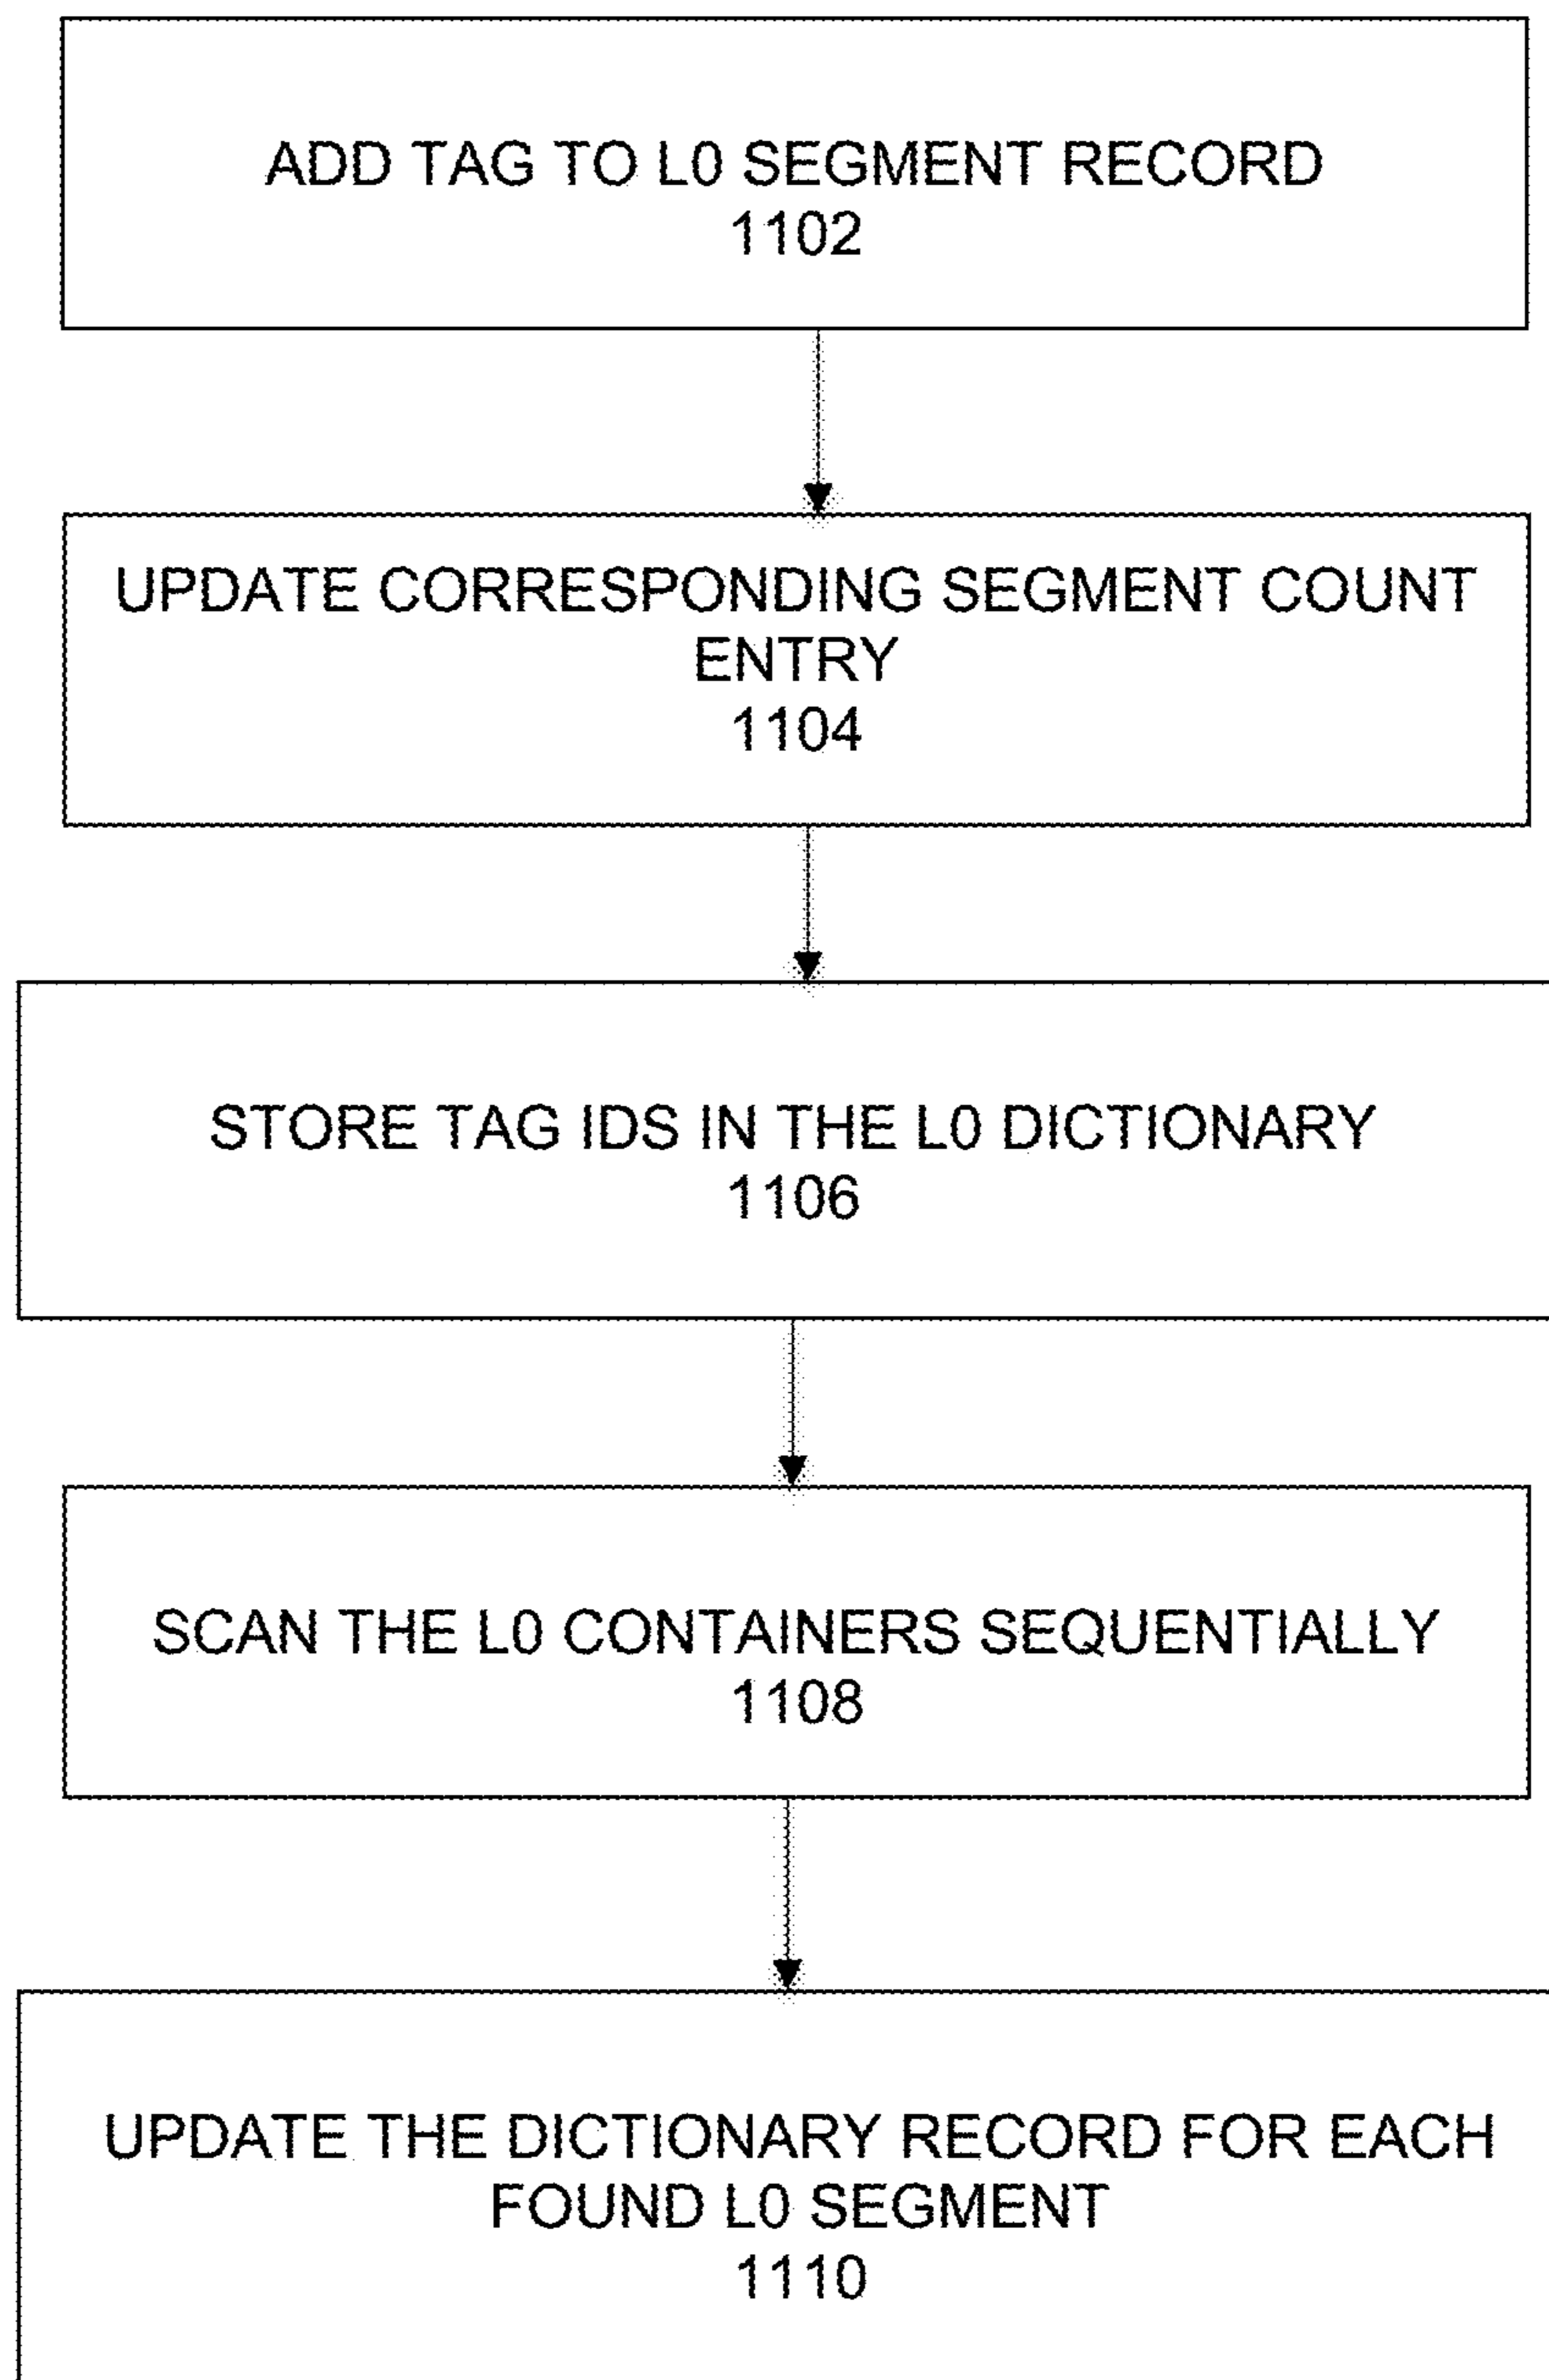 ADD TAG TO L0 SEGMENT RECORD
1102
UPDATE CORRESPONDING SEGMENT COUNT
ENTRY
1104
STORE TAG IDS IN THE L0 DICTIONARY
1106
SCAN THE L0 CONTAINERS SEQUENTIALLY
1108
UPDATE THE DICTIONARY RECORD FOR EACH
FOUND L0 SEGMENT
1110